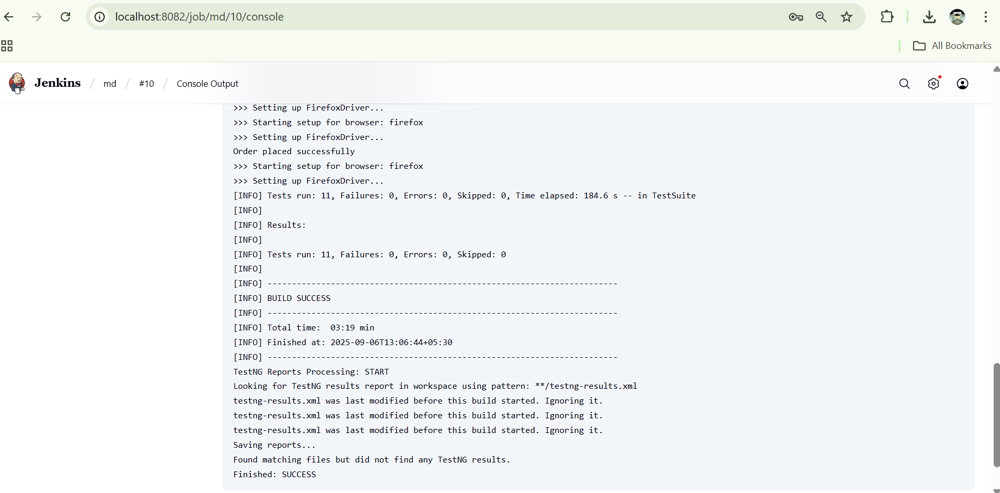 localhost:8082/job/md/10/console
All Bookmarks
Jenkins / md / #10 / Console Output
>>> Setting up FirefoxDriver...
>>> Starting setup for browser: firefox
>>> Setting up FirefoxDriver...
Order placed successfully
>>> Starting setup for browser: firefox
>>> Setting up FirefoxDriver...
[INFO] Tests run: 11, Failures: 0, Errors: 0, Skipped: 0, Time elapsed: 184.6 s -- in TestSuite
[INFO]
[INFO] Results:
[INFO]
[INFO] Tests run: 11, Failures: 0, Errors: 0, Skipped: 0
[INFO]
[INFO] ------------------------------------------------------------------------
[INFO] BUILD SUCCESS
[INFO] ------------------------------------------------------------------------
[INFO] Total time:  03:19 min
[INFO] Finished at: 2025-09-06T13:06:44+05:30
[INFO] ------------------------------------------------------------------------
TestNG Reports Processing: START
Looking for TestNG results report in workspace using pattern: **/testng-results.xml
testng-results.xml was last modified before this build started. Ignoring it.
testng-results.xml was last modified before this build started. Ignoring it.
testng-results.xml was last modified before this build started. Ignoring it.
Saving reports...
Found matching files but did not find any TestNG results.
Finished: SUCCESS